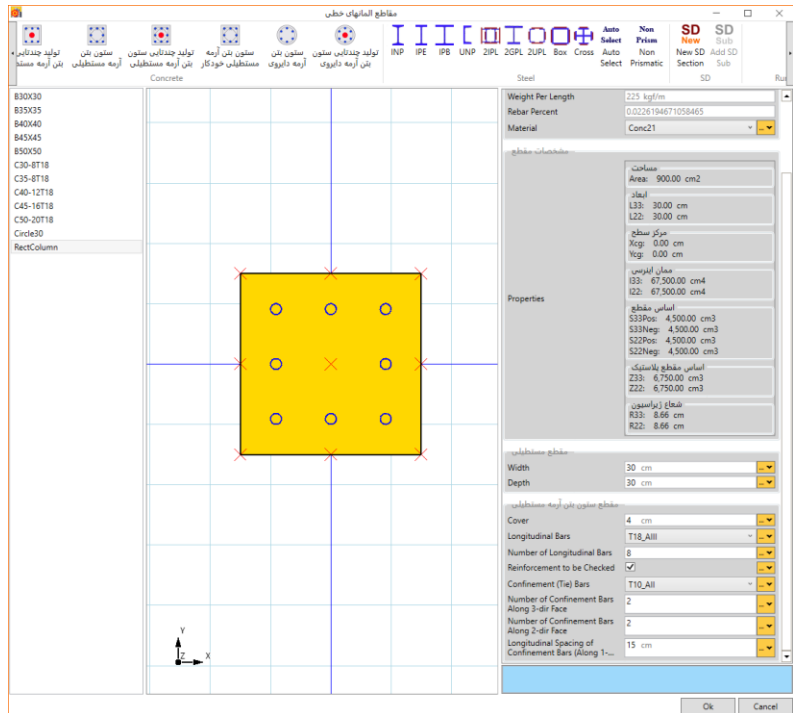 مقاطع المانهای خطی
تولید چندتایی
بتن آرمه مستط
ستون بتن
آرمه مستطیلی
تولید چندتایی ستون
بتن آرمه مستطیلی
ستون بتن آرمه
مستطیلی خودکار
ستون بتن
آرمه دایروی
تولید چندتایی ستون
بتن آرمه دایروی
INP
IPE
IPB
UNP
2IPL
2GPL
2UPL
Box
Cross
Auto
Select
Auto
Select
Non
Prism
Non
Prismatic
SD
New
New SD
Section
SD
Sub
Add SD
Sub
Concrete
Steel
SD
Ru
B30X30
B35X35
B40X40
B45X45
B50X50
C30-8T18
C35-8T18
C40-12T18
C45-16T18
C50-20T18
Circle30
RectColumn
Y
Z
X
Weight Per Length 225 kgf/m
Rebar Percent 0.0226194671058465
Material Conc21
مشخصات مقطع
Properties
مساحت
Area: 900.00 cm2
ابعاد
L33: 30.00 cm
L22: 30.00 cm
مرکز سطح
Xcg: 0.00 cm
Ycg: 0.00 cm
ممان اینرسی
I33: 67,500.00 cm4
I22: 67,500.00 cm4
اساس مقطع
S33Pos: 4,500.00 cm3
S33Neg: 4,500.00 cm3
S22Pos: 4,500.00 cm3
S22Neg: 4,500.00 cm3
اساس مقطع پلاستیک
Z33: 6,750.00 cm3
Z22: 6,750.00 cm3
شعاع ژیراسیون
R33: 8.66 cm
R22: 8.66 cm
مقطع مستطیلی
Width 30 cm
Depth 30 cm
مقطع ستون بتن آرمه مستطیلی
Cover 4 cm
Longitudinal Bars T18_AIII
Number of Longitudinal Bars 8
Reinforcement to be Checked
Confinement (Tie) Bars T10_AII
Number of Confinement Bars
Along 3-dir Face 2
Number of Confinement Bars
Along 2-dir Face 2
Longitudinal Spacing of
Confinement Bars (Along 1-... 15 cm
Ok
Cancel